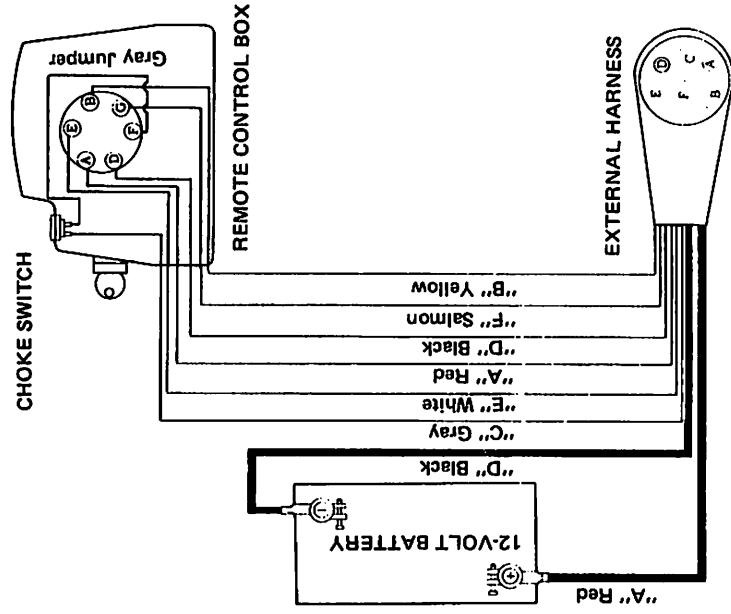 CHOKE SWITCH
REMOTE CONTROL BOX
Gray Jumper
B
G
F
E
A
D
EXTERNAL HARNESS
D
C
A
E
F
B
"B" Yellow
"F" Salmon
"D" Black
"A" Red
"E" White
"C" Gray
"D" Black
12-VOLT BATTERY
"A" Red
−
+